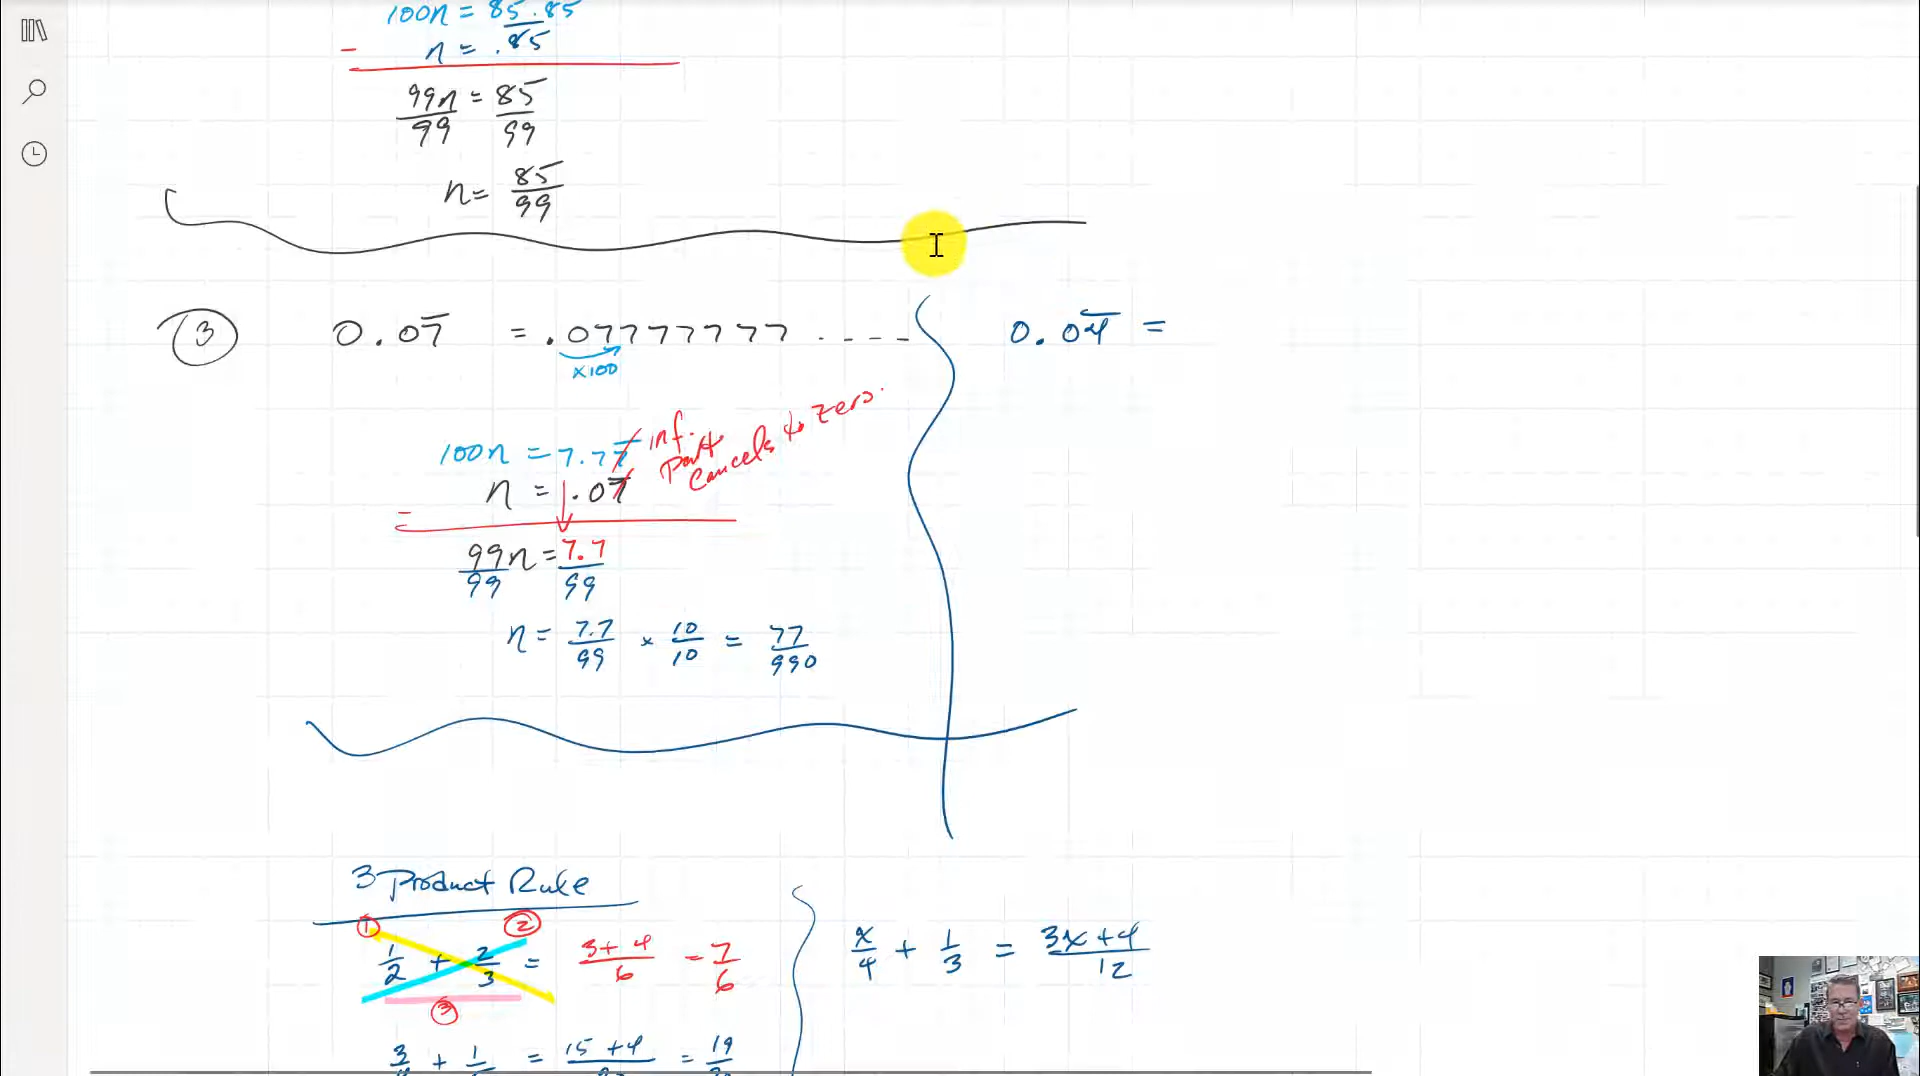 100n = 85.85
- n = .85
99n/99 = 85/99
n = 85/99
③ 0.07̅ = .07777777 ....
×100
0.04̅ =
100n = 7.77̅ inf. Part cancels to zero.
- n = .07̅
99n/99 = 7.7/99
n = 7.7/99 × 10/10 = 77/990
3 Product Rule
① ②
1/2 + 2/3 = 3+4/6 = 7/6
③
x/4 + 1/3 = 3x+4/12
15+4
19